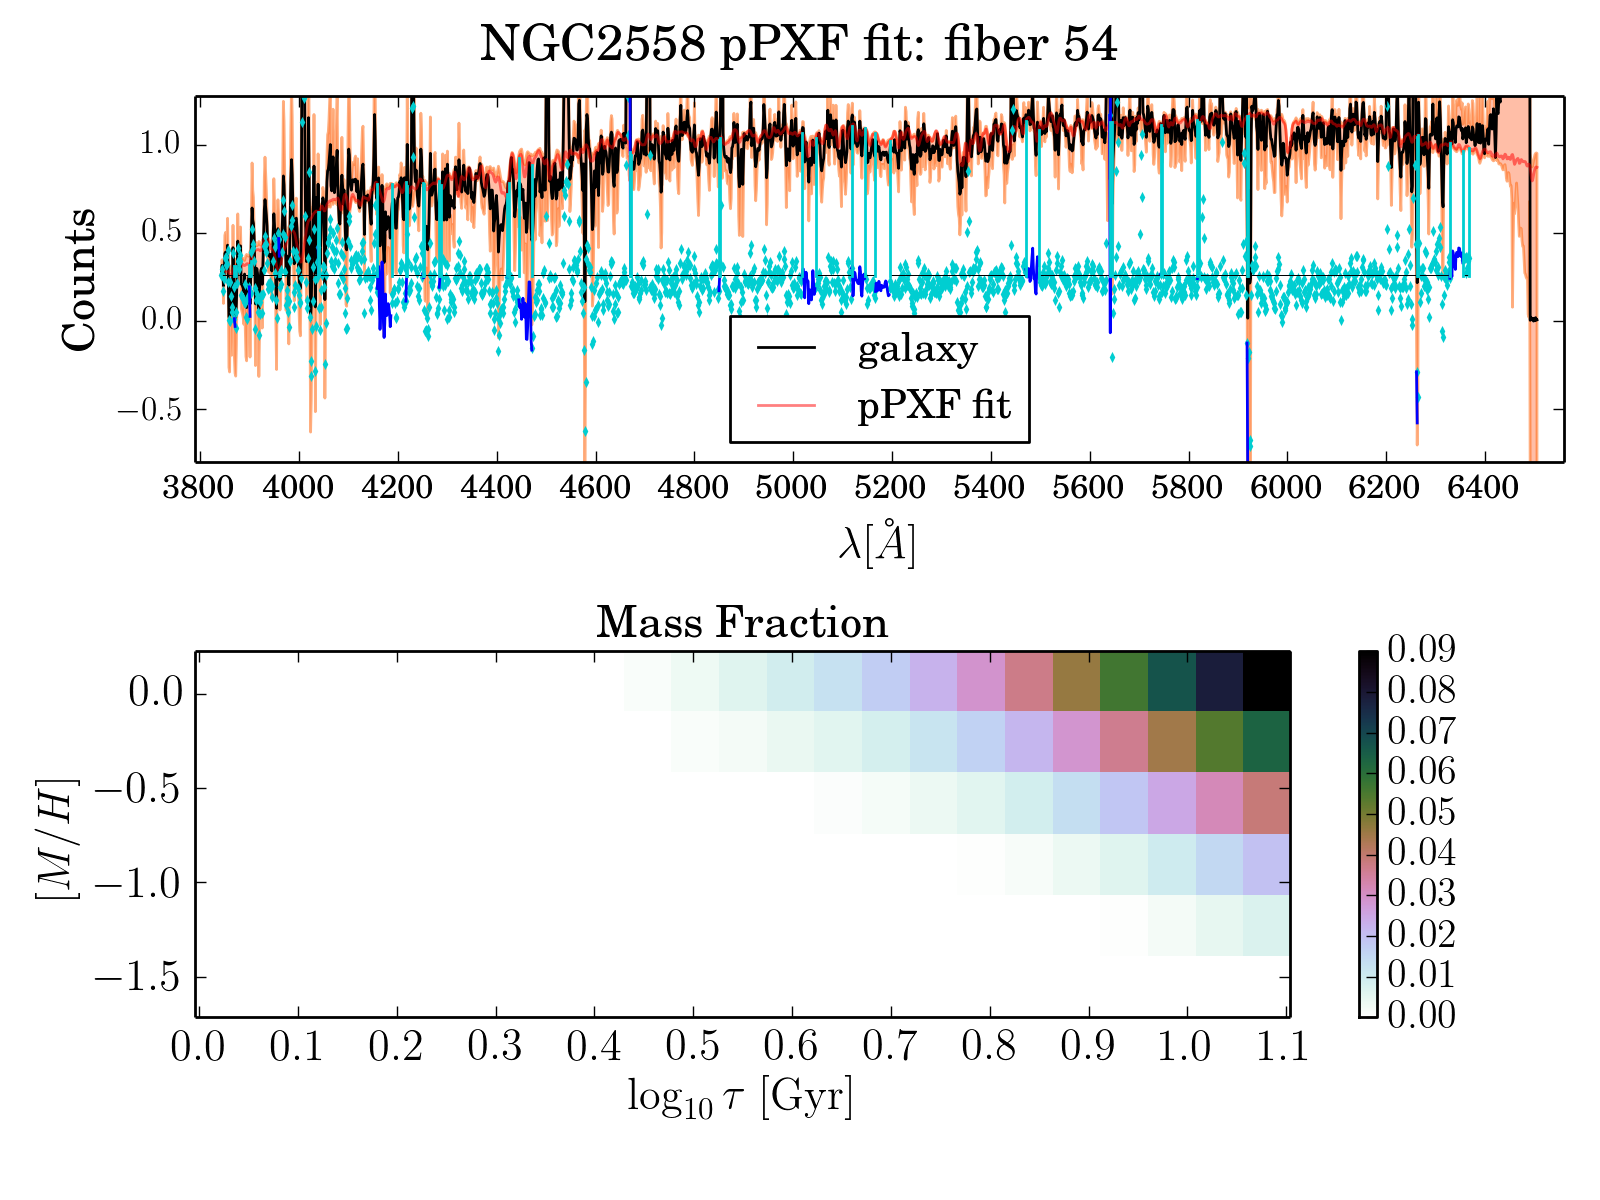 NGC2558 pPXF fit: fiber 54
1.0
0.5
0.0
−0.5
Counts
galaxy
pPXF fit
3800 4000 4200 4400 4600 4800 5000 5200 5400 5600 5800 6000 6200 6400
λ[Å]
Mass Fraction
0.0
−0.5
−1.0
−1.5
[M/H]
0.0 0.1 0.2 0.3 0.4 0.5 0.6 0.7 0.8 0.9 1.0 1.1
log₁₀ τ [Gyr]
0.09
0.08
0.07
0.06
0.05
0.04
0.03
0.02
0.01
0.00